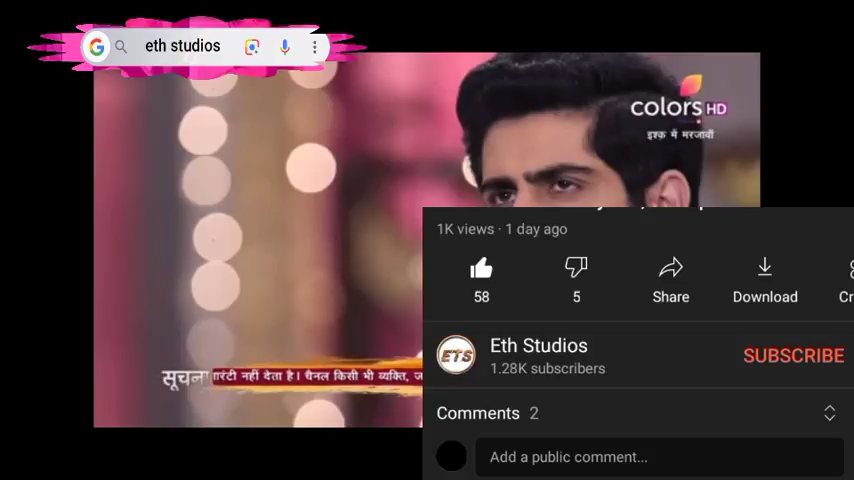 eth studios
colors HD
इश्क़ में मरजावाँ
1K views · 1 day ago
58
5
Share
Download
Cr
Eth Studios
ETS
SUBSCRIBE
1.28K subscribers
सूचना
गारंटी नहीं देता है। चैनल किसी भी व्यक्ति, ज
Comments 2
Add a public comment...